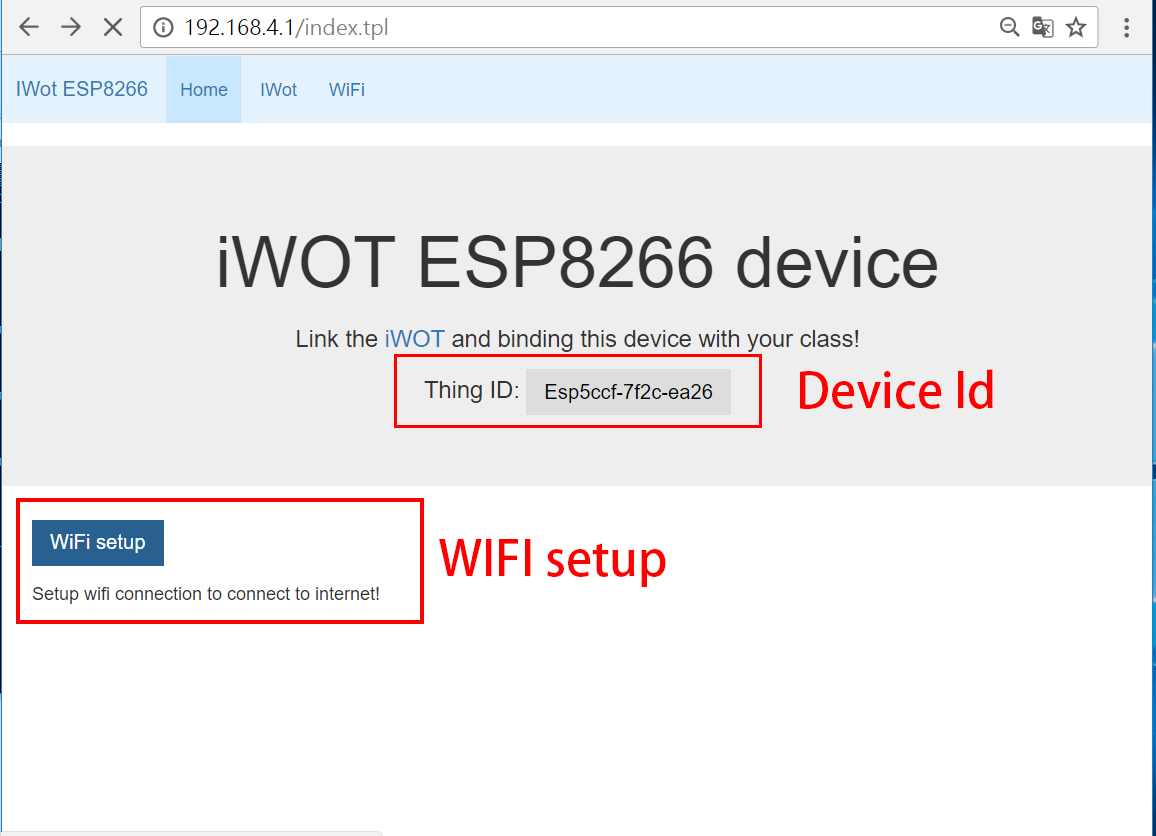 192.168.4.1/index.tpl
IWot ESP8266 Home IWot WiFi
iWOT ESP8266 device
Link the iWOT and binding this device with your class!
Thing ID: Esp5ccf-7f2c-ea26 Device Id
WiFi setup
WIFI setup
Setup wifi connection to connect to internet!